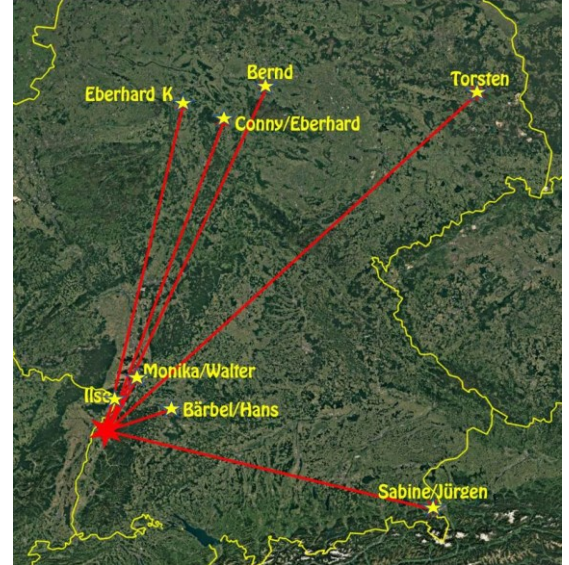 Bernd
Torsten
Eberhard K
Conny/Eberhard
Monika/Walter
Ilse
Bärbel/Hans
Sabine/Jürgen